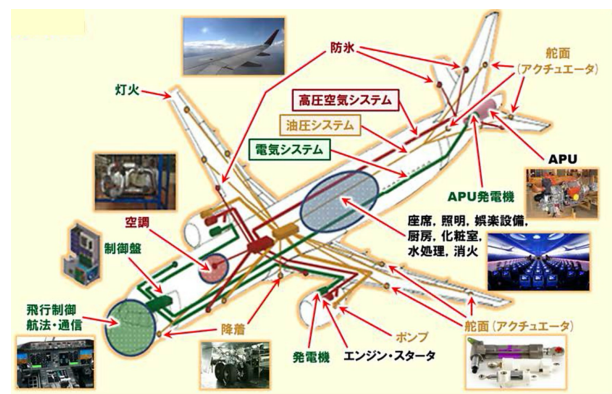 防氷
舵面
(アクチュエータ)
灯火
高圧空気システム
油圧システム
電気システム
APU
APU発電機
空調
座席, 照明, 娯楽設備,
厨房, 化粧室,
水処理, 消火
制御盤
飛行制御
航法・通信
降着
発電機
エンジン・スタータ
ポンプ
舵面(アクチュエータ)